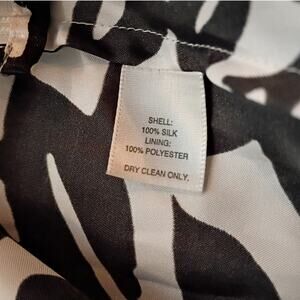 SHELL:
100% SILK
LINING:
100% POLYESTER
DRY CLEAN ONLY.